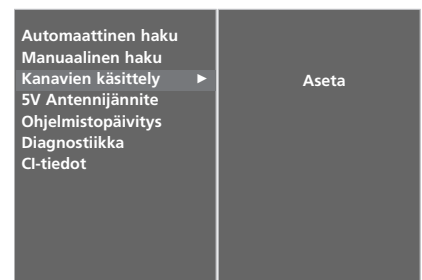 Automaattinen haku
Manuaalinen haku
Kanavien käsittely ►
5V Antennijännite
Ohjelmistopäivitys
Diagnostiikka
CI-tiedot
Aseta